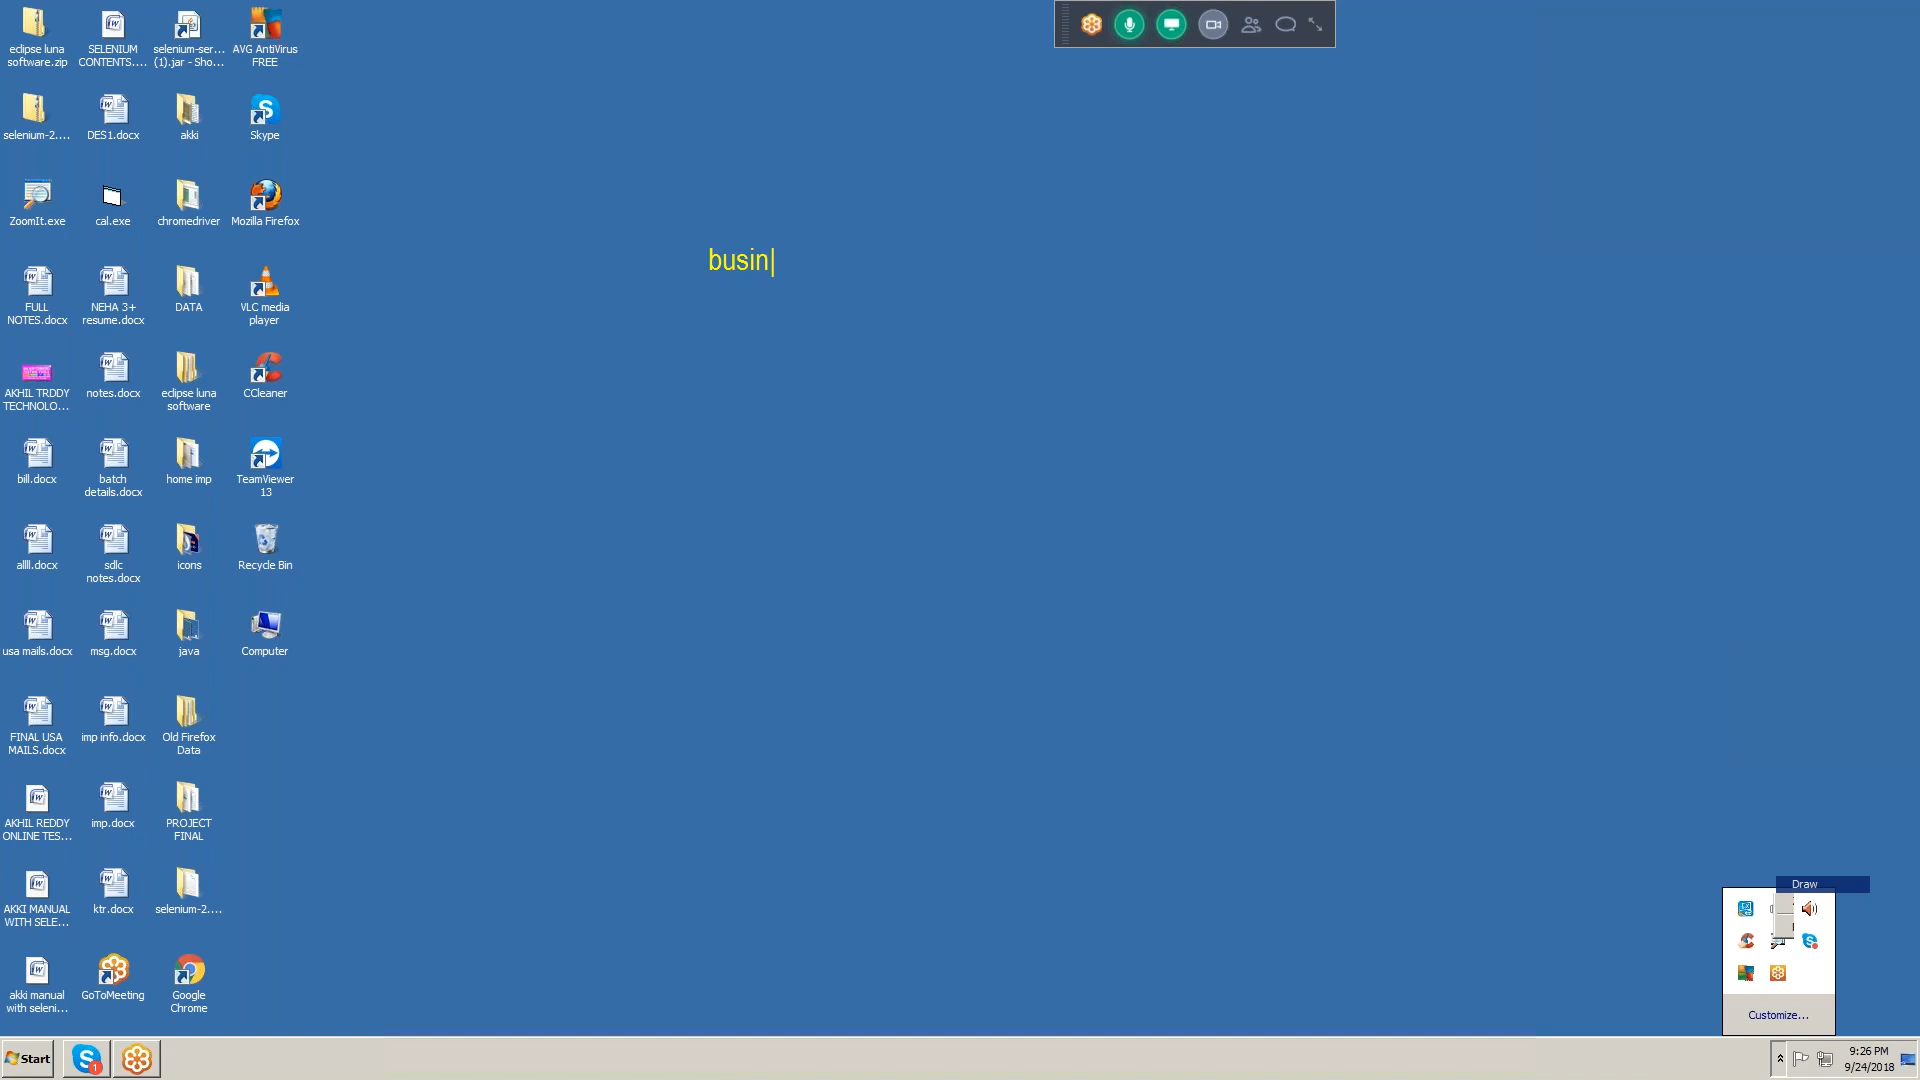 eclipse luna
software.zip
SELENIUM
CONTENTS....
selenium-ser...
(1).jar - Sho...
AVG AntiVirus
FREE
selenium-2....
DES1.docx
akki
Skype
ZoomIt.exe
cal.exe
chromedriver
Mozilla Firefox
busin
FULL
NOTES.docx
NEHA 3+
resume.docx
DATA
VLC media
player
AKHIL TRDDY
TECHNOLO...
notes.docx
eclipse luna
software
CCleaner
bill.docx
batch
details.docx
home imp
TeamViewer
13
allll.docx
sdlc
notes.docx
icons
Recycle Bin
usa mails.docx
msg.docx
java
Computer
FINAL USA
MAILS.docx
imp info.docx
Old Firefox
Data
AKHIL REDDY
ONLINE TES...
imp.docx
PROJECT
FINAL
AKKI MANUAL
WITH SELE...
ktr.docx
selenium-2....
Draw
akki manual
with seleni...
GoToMeeting
Google
Chrome
Customize...
Start
1
9:26 PM
9/24/2018